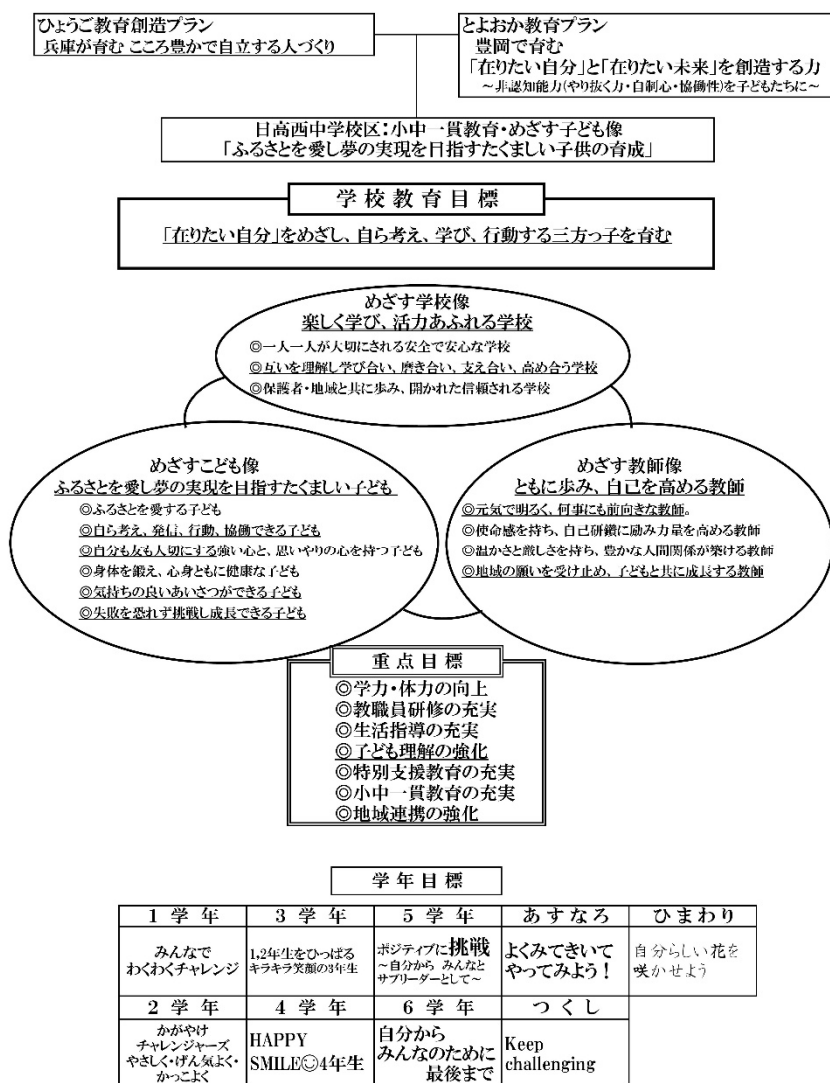 ひょうご教育創造プラン
兵庫が育む こころ豊かで自立する人づくり
とよおか教育プラン
豊岡で育む
「在りたい自分」と「在りたい未来」を創造する力
～非認知能力(やり抜く力・自制心・協働性)を子どもたちに～
日高西中学校区：小中一貫教育・めざす子ども像
「ふるさとを愛し夢の実現を目指すたくましい子供の育成」
学校教育目標
「在りたい自分」をめざし、自ら考え、学び、行動する三方っ子を育む
めざす学校像
楽しく学び、活力あふれる学校
◎一人一人が大切にされる安全で安心な学校
◎互いを理解し学び合い、磨き合い、支え合い、高め合う学校
◎保護者・地域と共に歩み、開かれた信頼される学校
めざすこども像
ふるさとを愛し夢の実現を目指すたくましい子ども
◎ふるさとを愛する子ども
◎自ら考え、発信、行動、協働できる子ども
◎自分も友も大切にする強い心と、思いやりの心を持つ子ども
◎身体を鍛え、心身ともに健康な子ども
◎気持ちの良いあいさつができる子ども
◎失敗を恐れず挑戦し成長できる子ども
めざす教師像
ともに歩み、自己を高める教師
◎元気で明るく、何事にも前向きな教師。
◎使命感を持ち、自己研鑽に励み力量を高める教師
◎温かさと厳しさを持ち、豊かな人間関係が築ける教師
◎地域の願いを受け止め、子どもと共に成長する教師
重点目標
◎学力・体力の向上
◎教職員研修の充実
◎生活指導の充実
◎子ども理解の強化
◎特別支援教育の充実
◎小中一貫教育の充実
◎地域連携の強化
学年目標
1学年
みんなで
わくわくチャレンジ
3学年
1,2年生をひっぱる
キラキラ笑顔の3年生
5学年
ポジティブに挑戦
～自分から みんなと
サブリーダーとして～
あすなろ
よくみてきいて
やってみよう！
ひまわり
自分らしい花を
咲かせよう
2学年
かがやけ
チャレンジャーズ
やさしく・げん気よく・
かっこよく
4学年
HAPPY
SMILE☺4年生
6学年
自分から
みんなのために
最後まで
つくし
Keep
challenging